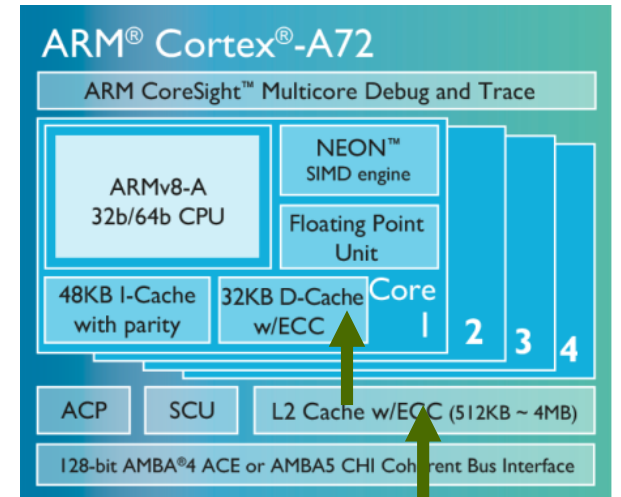 ARM® Cortex®-A72
ARM CoreSight™ Multicore Debug and Trace
ARMv8-A
32b/64b CPU
NEON™
SIMD engine
Floating Point
Unit
48KB I-Cache
with parity
32KB D-Cache
w/ECC
Core
1
2
3
4
ACP
SCU
L2 Cache w/ECC (512KB ~ 4MB)
128-bit AMBA®4 ACE or AMBA5 CHI Coherent Bus Interface